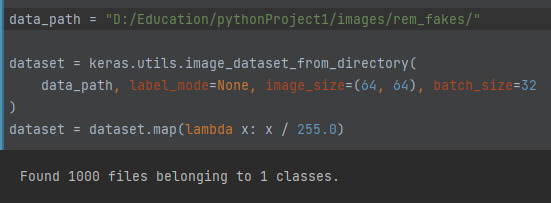 data_path = "D:/Education/pythonProject1/images/rem_fakes/"
dataset = keras.utils.image_dataset_from_directory(
data_path, label_mode=None, image_size=(64, 64), batch_size=32
)
dataset = dataset.map(lambda x: x / 255.0)
Found 1000 files belonging to 1 classes.